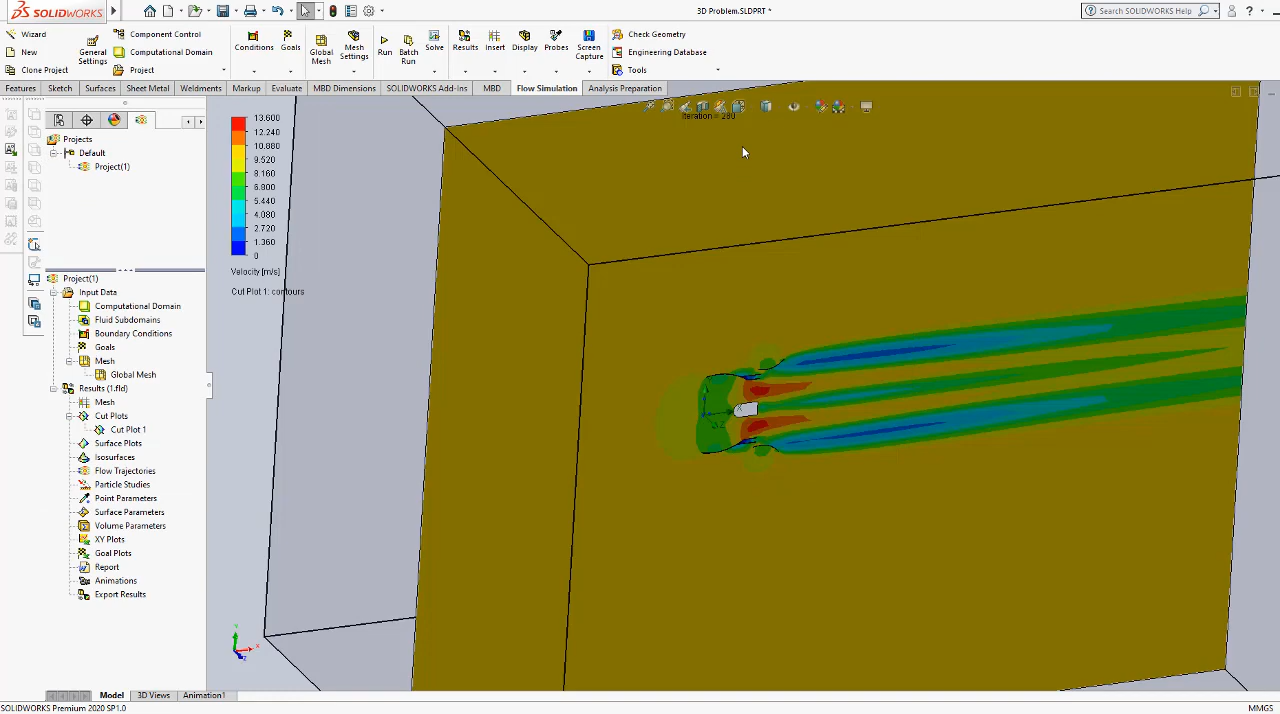 SOLIDWORKS
3D Problem.SLDPRT *
Search SOLIDWORKS Help
Wizard
New
Clone Project
General Settings
Component Control
Computational Domain
Project
Conditions
Goals
Global Mesh
Mesh Settings
Run
Batch Run
Solve
Results
Insert
Display
Probes
Screen Capture
Check Geometry
Engineering Database
Tools
Features
Sketch
Surfaces
Sheet Metal
Weldments
Markup
Evaluate
MBD Dimensions
SOLIDWORKS Add-Ins
MBD
Flow Simulation
Analysis Preparation
Iteration = 280
Projects
Default
Project(1)
13.600
12.240
10.880
9.520
8.160
6.800
5.440
4.080
2.720
1.360
0
Velocity [m/s]
Cut Plot 1: contours
Project(1)
Input Data
Computational Domain
Fluid Subdomains
Boundary Conditions
Goals
Mesh
Global Mesh
Results (1.fld)
Mesh
Cut Plots
Cut Plot 1
Surface Plots
Isosurfaces
Flow Trajectories
Particle Studies
Point Parameters
Surface Parameters
Volume Parameters
XY Plots
Goal Plots
Report
Animations
Export Results
Y
X
Z
Model
3D Views
Animation1
SOLIDWORKS Premium 2020 SP1.0
MMGS